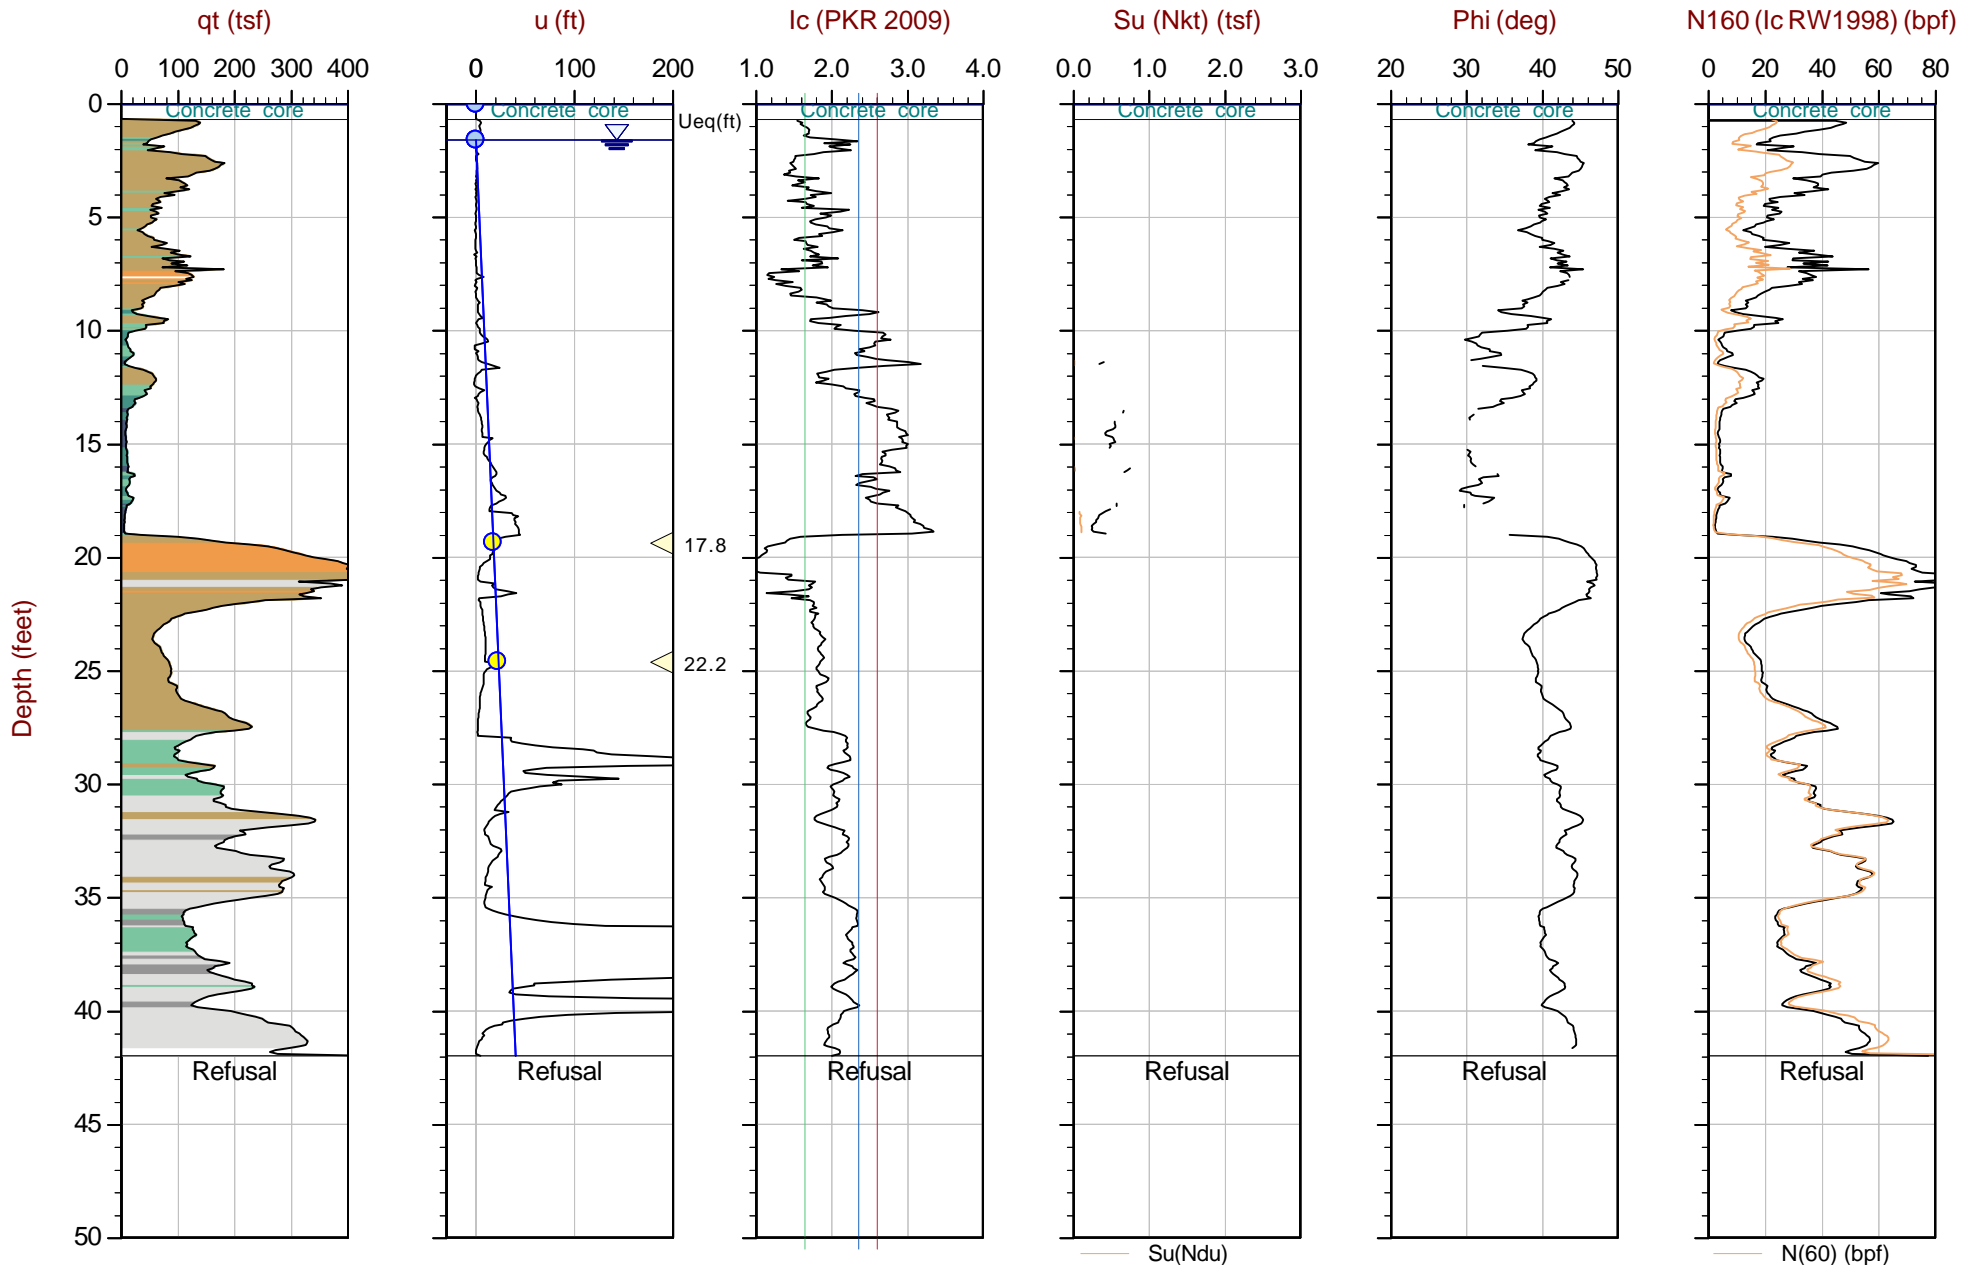 qt (tsf) u (ft) Ic (PKR 2009) Su (Nkt) (tsf) Phi (deg) N160 (Ic RW1998) (bpf)
0 100 200 300 400 0 100 200 1.0 2.0 3.0 4.0 0.0 1.0 2.0 3.0 20 30 40 50 0 20 40 60 80
0 Concrete core Concrete core Concrete core Concrete core Concrete core Concrete core
Ueq(ft)
5
10
15
17.8
20
22.2
25
Depth (feet)
30
35
40
Refusal Refusal Refusal Refusal Refusal Refusal
45
50
Su(Ndu) N(60) (bpf)